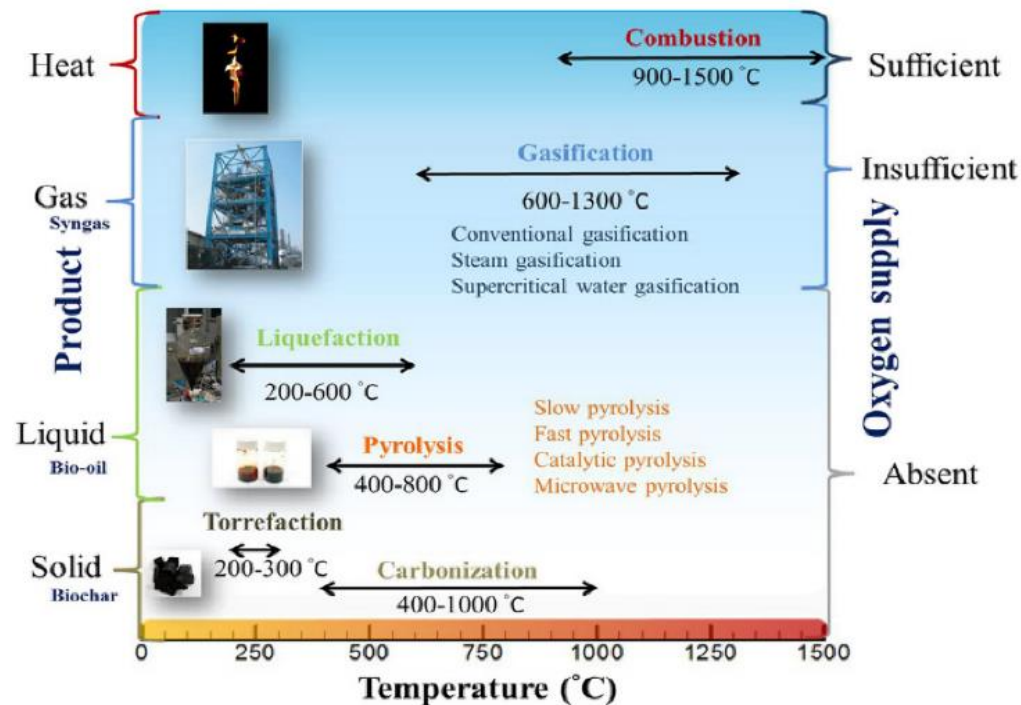 Heat
Combustion
900-1500 °C
Sufficient
Gas
Syngas
Gasification
600-1300 °C
Conventional gasification
Steam gasification
Supercritical water gasification
Insufficient
Product
Oxygen supply
Liquefaction
200-600 °C
Liquid
Bio-oil
Pyrolysis
400-800 °C
Slow pyrolysis
Fast pyrolysis
Catalytic pyrolysis
Microwave pyrolysis
Absent
Solid
Biochar
Torrefaction
200-300 °C
Carbonization
400-1000 °C
0 250 500 750 1000 1250 1500
Temperature (°C)